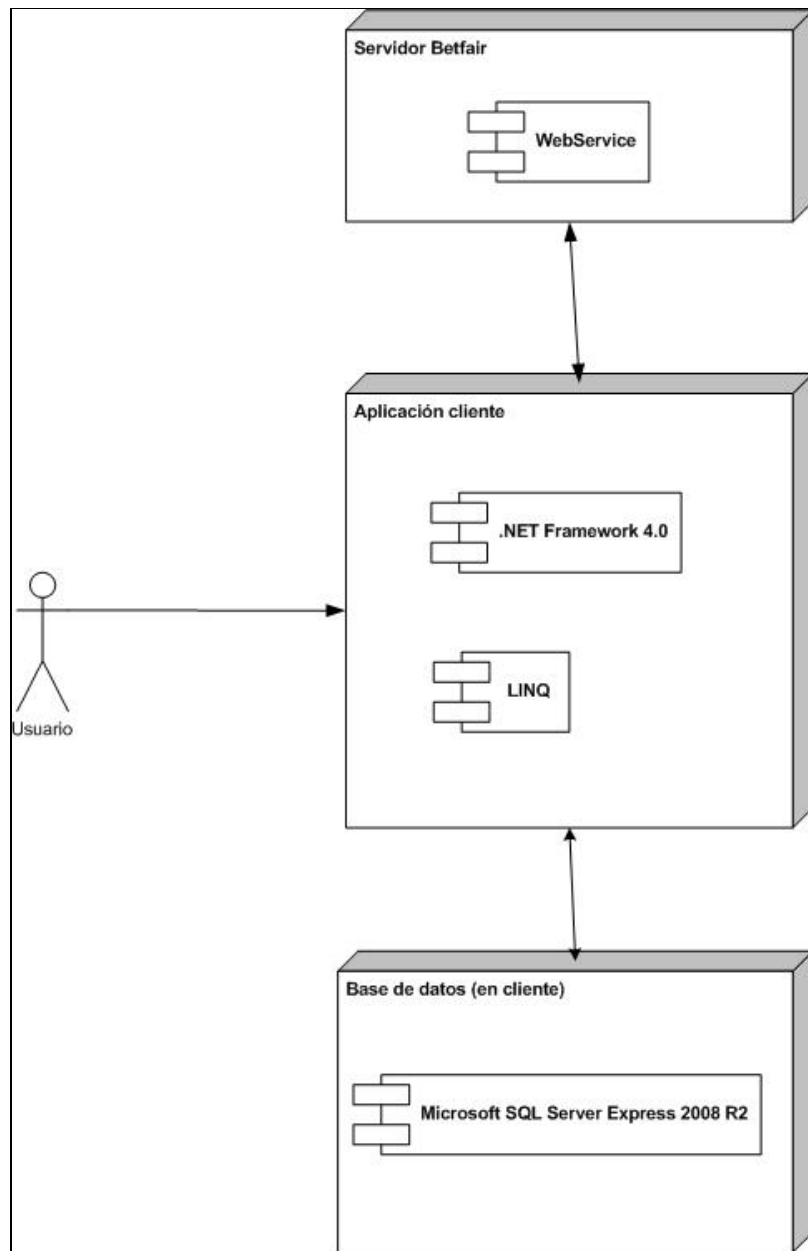 Servidor Betfair
WebService
Aplicación cliente
.NET Framework 4.0
LINQ
Usuario
Base de datos (en cliente)
Microsoft SQL Server Express 2008 R2